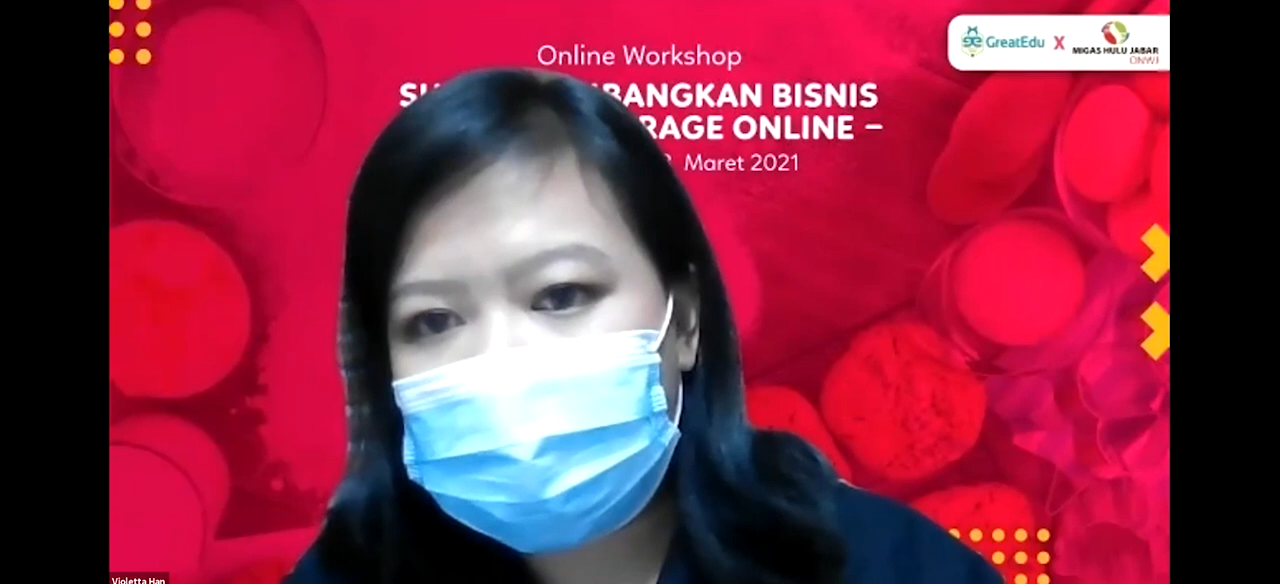 GreatEdu X MIGAS HULU JABAR
ONWJ
Online Workshop
BANGKAN BISNIS
RAGE ONLINE –
Maret 2021
Violetta Han